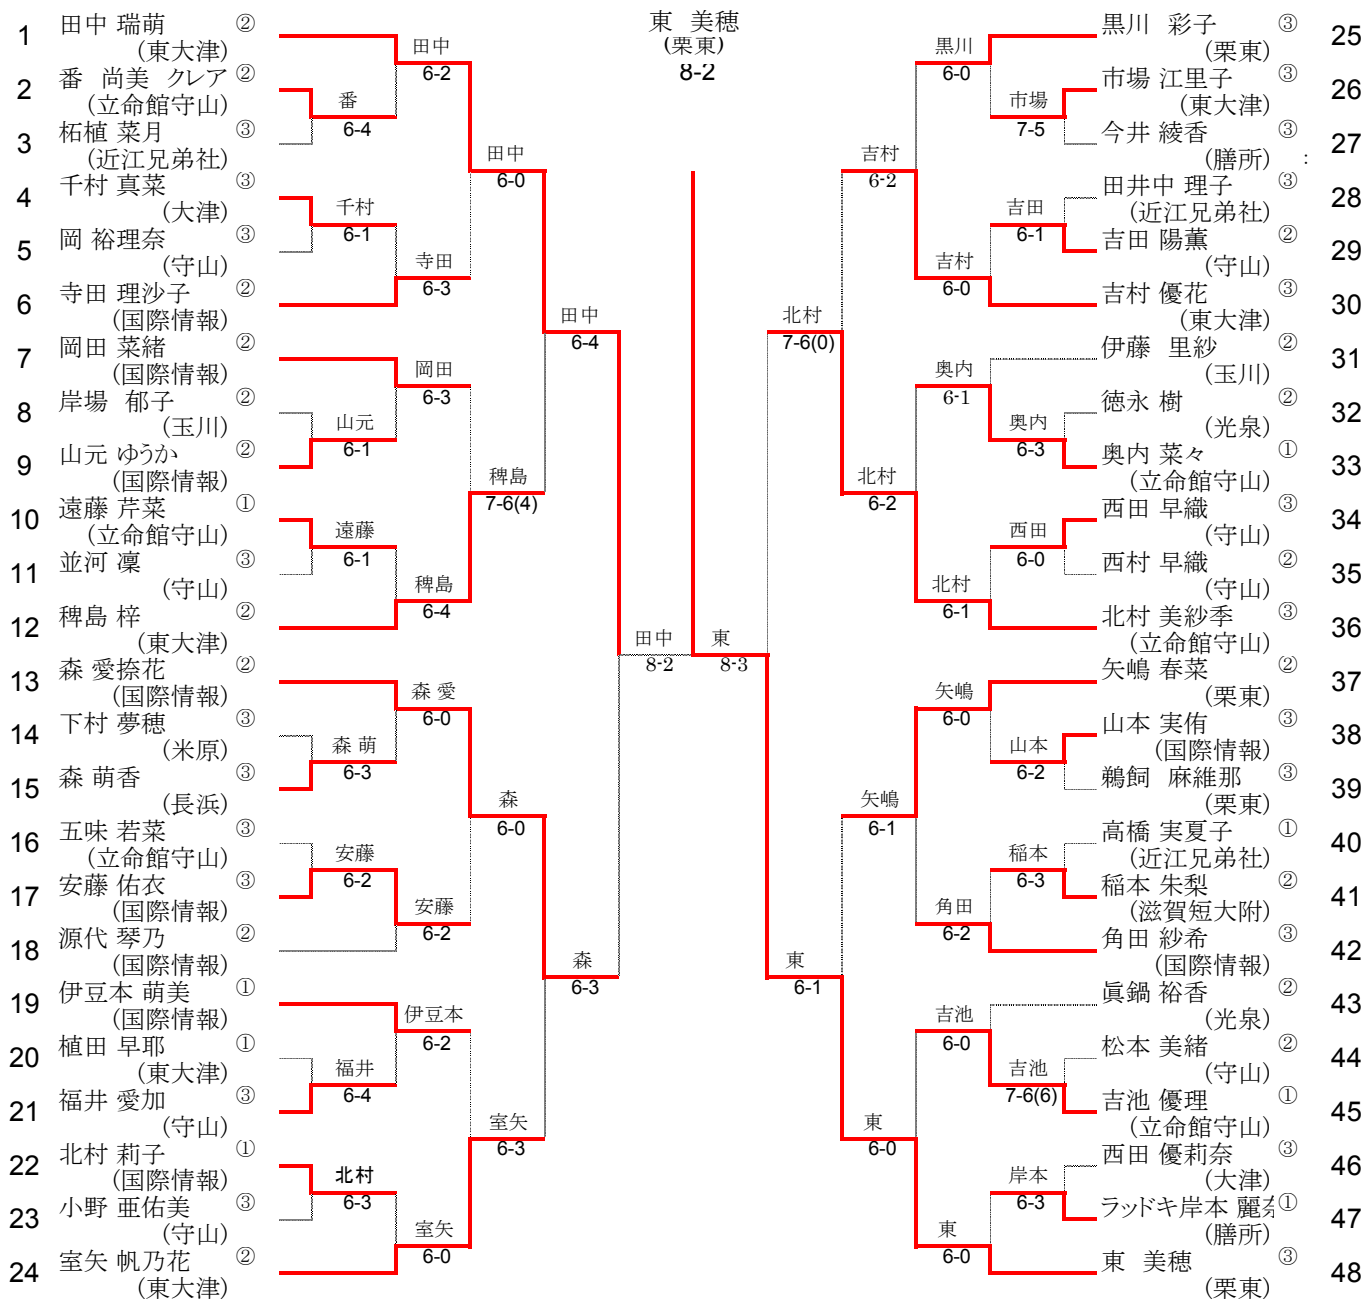 東 美穂
(栗東)
8-2
1 田中 瑞萌 ②
(東大津)
2 番 尚美 クレア ②
(立命館守山)
3 柘植 菜月 ③
(近江兄弟社)
4 千村 真菜 ③
(大津)
5 岡 裕理奈 ③
(守山)
6 寺田 理沙子 ②
(国際情報)
7 岡田 菜緒 ②
(国際情報)
8 岸場 郁子 ②
(玉川)
9 山元 ゆうか ②
(国際情報)
10 遠藤 芹菜 ①
(立命館守山)
11 並河 凜 ③
(守山)
12 稗島 梓 ②
(東大津)
13 森 愛捺花 ②
(国際情報)
14 下村 夢穂 ③
(米原)
15 森 萌香 ③
(長浜)
16 五味 若菜 ③
(立命館守山)
17 安藤 佑衣 ③
(国際情報)
18 源代 琴乃 ②
(国際情報)
19 伊豆本 萌美 ①
(国際情報)
20 植田 早耶 ①
(東大津)
21 福井 愛加 ③
(守山)
22 北村 莉子 ①
(国際情報)
23 小野 亜佑美 ③
(守山)
24 室矢 帆乃花 ②
(東大津)
番
6-4
千村
6-1
山元
6-1
遠藤
6-1
森 萌
6-3
安藤
6-2
福井
6-4
北村
6-3
田中
6-2
寺田
6-3
岡田
6-3
稗島
6-4
森 愛
6-0
安藤
6-2
伊豆本
6-2
室矢
6-0
田中
6-0
稗島
7-6(4)
森
6-0
室矢
6-3
田中
6-4
森
6-3
田中
8-2
東
8-3
北村
7-6(0)
東
6-1
吉村
6-2
北村
6-2
矢嶋
6-1
東
6-0
黒川
6-0
吉村
6-0
奥内
6-1
北村
6-1
矢嶋
6-0
角田
6-2
吉池
6-0
東
6-0
市場
7-5
吉田
6-1
奥内
6-3
西田
6-0
山本
6-2
稲本
6-3
吉池
7-6(6)
岸本
6-3
黒川 彩子 ③ 25
(栗東)
市場 江里子 ③ 26
(東大津)
今井 綾香 ③ 27
(膳所) :
田井中 理子 ③ 28
(近江兄弟社)
吉田 陽薫 ② 29
(守山)
吉村 優花 ③ 30
(東大津)
伊藤 里紗 ② 31
(玉川)
徳永 樹 ② 32
(光泉)
奥内 菜々 ① 33
(立命館守山)
西田 早織 ③ 34
(守山)
西村 早織 ② 35
(守山)
北村 美紗季 ③ 36
(立命館守山)
矢嶋 春菜 ② 37
(栗東)
山本 実侑 ③ 38
(国際情報)
鵜飼 麻維那 ③ 39
(栗東)
高橋 実夏子 ① 40
(近江兄弟社)
稲本 朱梨 ② 41
(滋賀短大附)
角田 紗希 ③ 42
(国際情報)
眞鍋 裕香 ② 43
(光泉)
松本 美緒 ② 44
(守山)
吉池 優理 ① 45
(立命館守山)
西田 優莉奈 ③ 46
(大津)
ラッドキ岸本 麗奈 ① 47
(膳所)
東 美穂 ③ 48
(栗東)